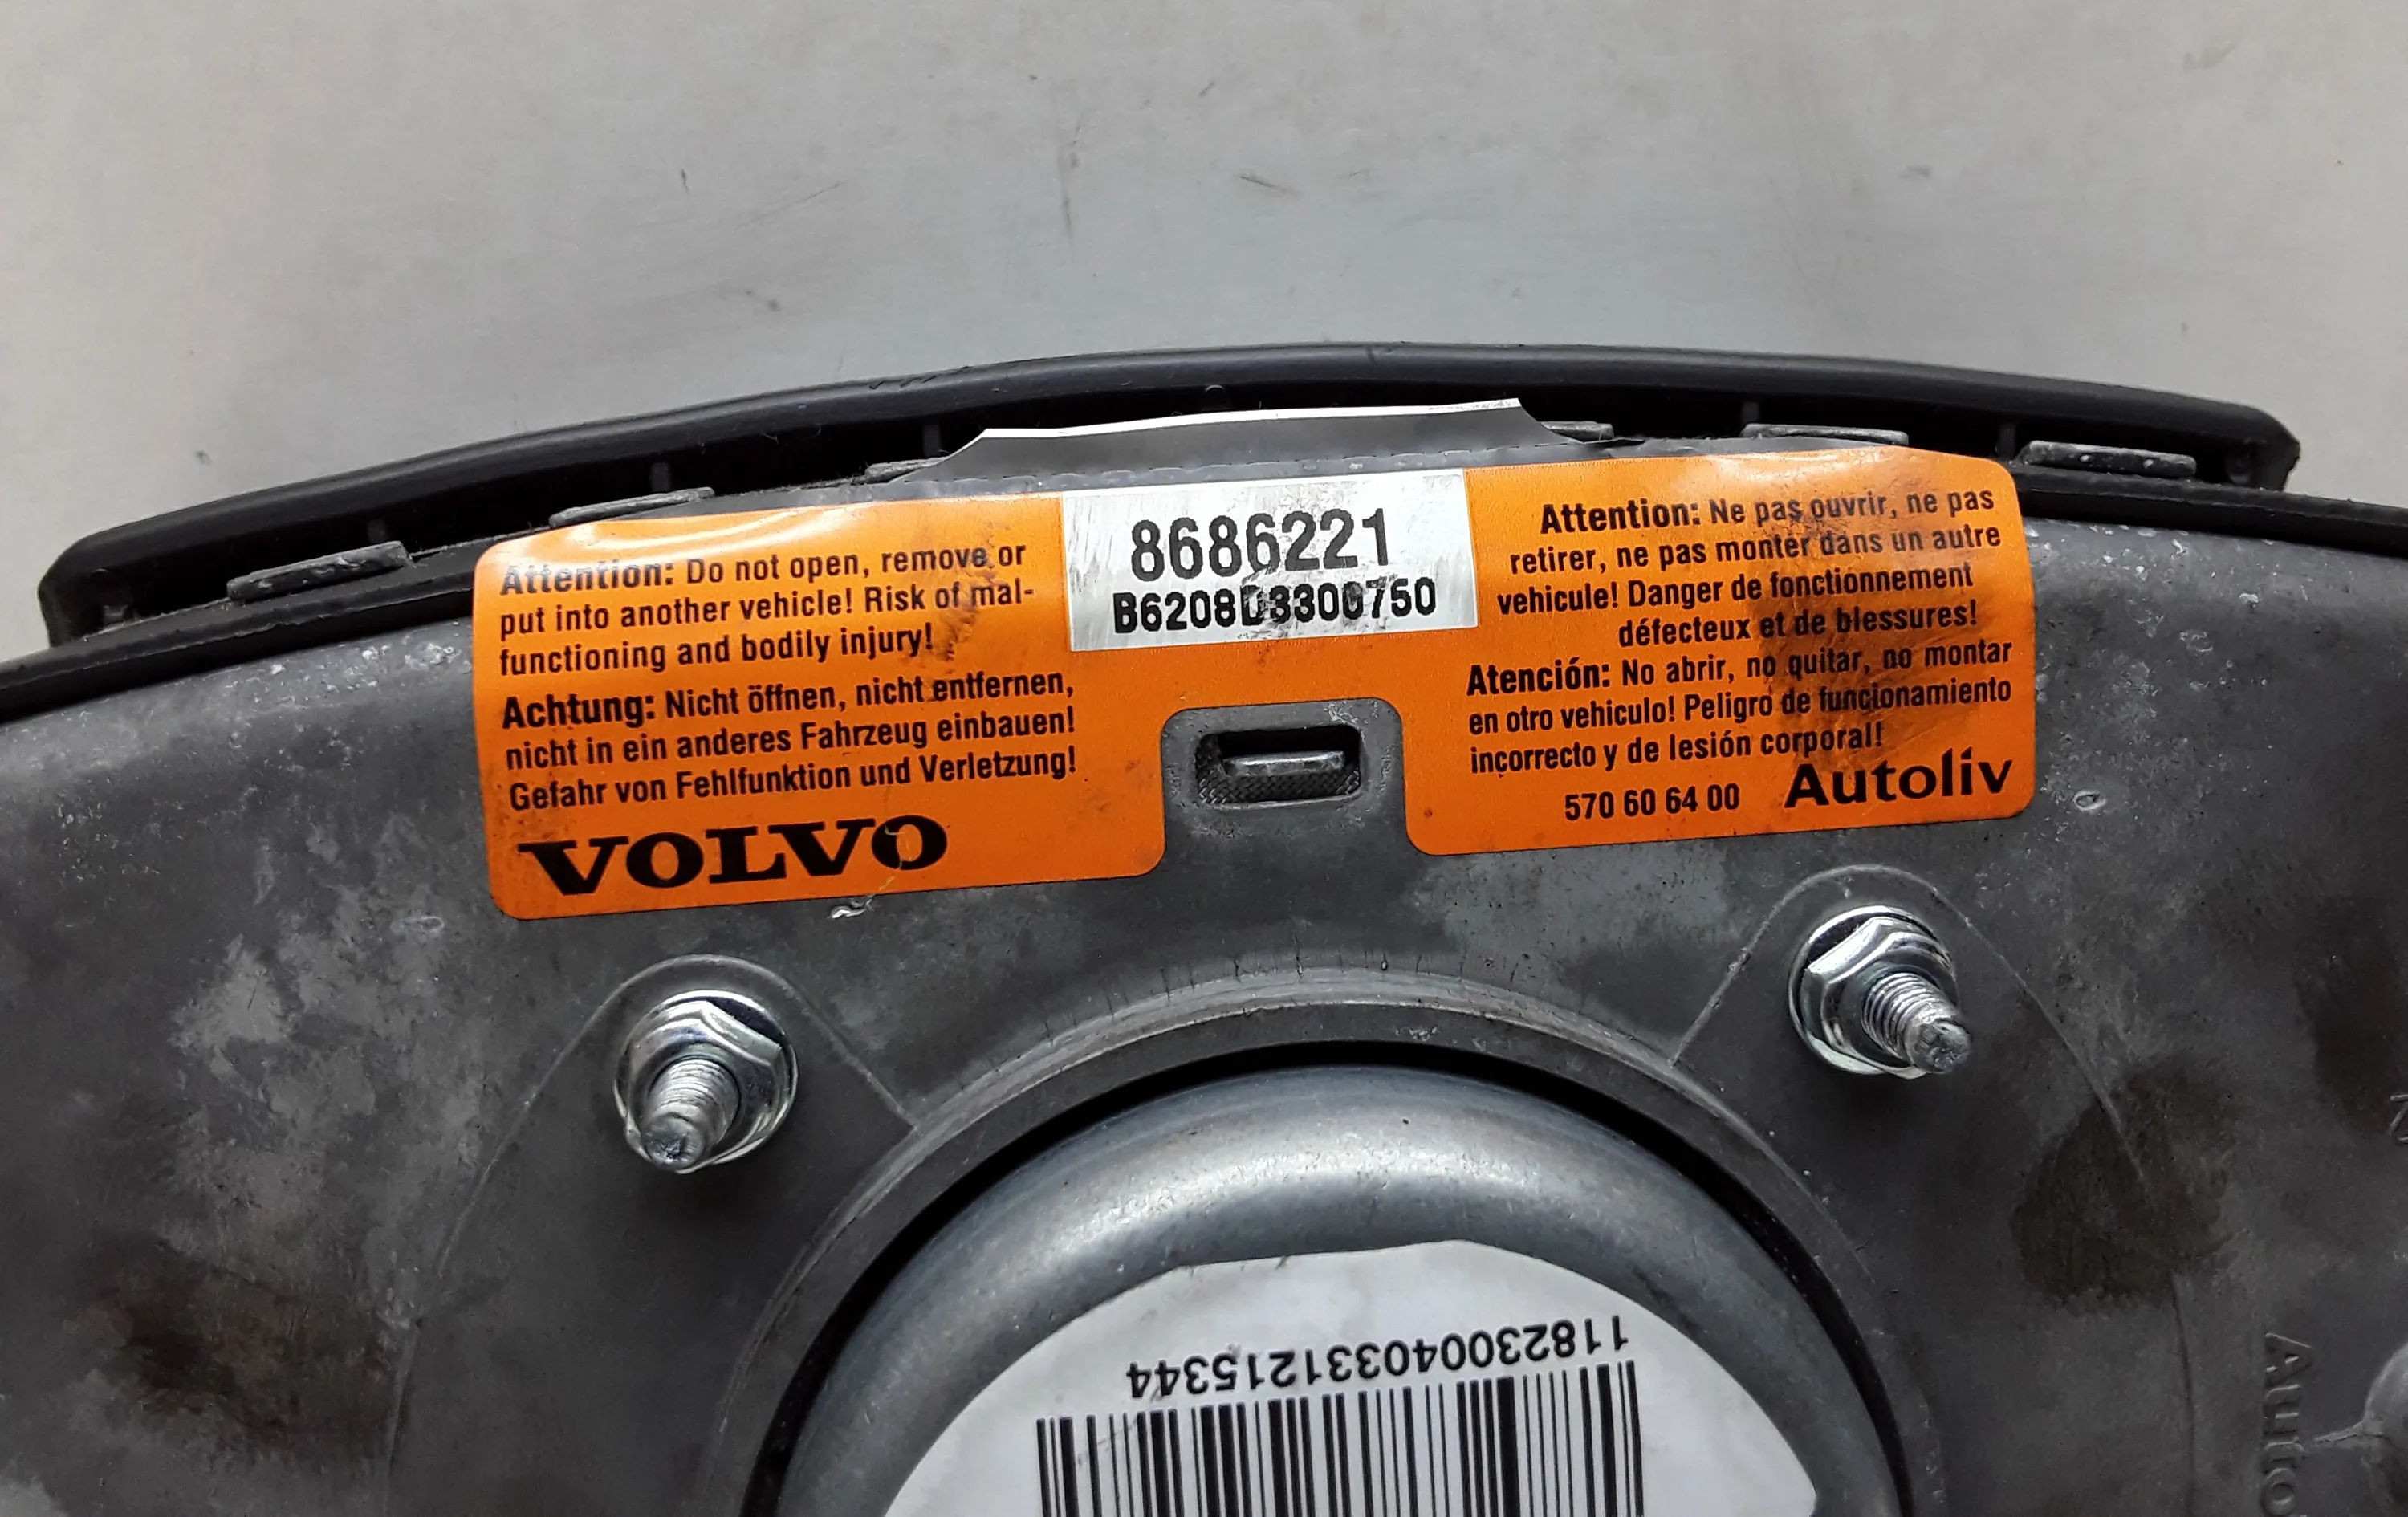 8686221
B6208D3300750
Attention: Do not open, remove or
put into another vehicle! Risk of mal-
functioning and bodily injury!
Achtung: Nicht öffnen, nicht entfernen,
nicht in ein anderes Fahrzeug einbauen!
Gefahr von Fehlfunktion und Verletzung!
VOLVO
Attention: Ne pas ouvrir, ne pas
retirer, ne pas monter dans un autre
vehicule! Danger de fonctionnement
défecteux et de blessures!
Atención: No abrir, no quitar, no montar
en otro vehiculo! Peligro de funcionamiento
incorrecto y de lesión corporal!
570 60 64 00 Autoliv
118230040331215344
Auto